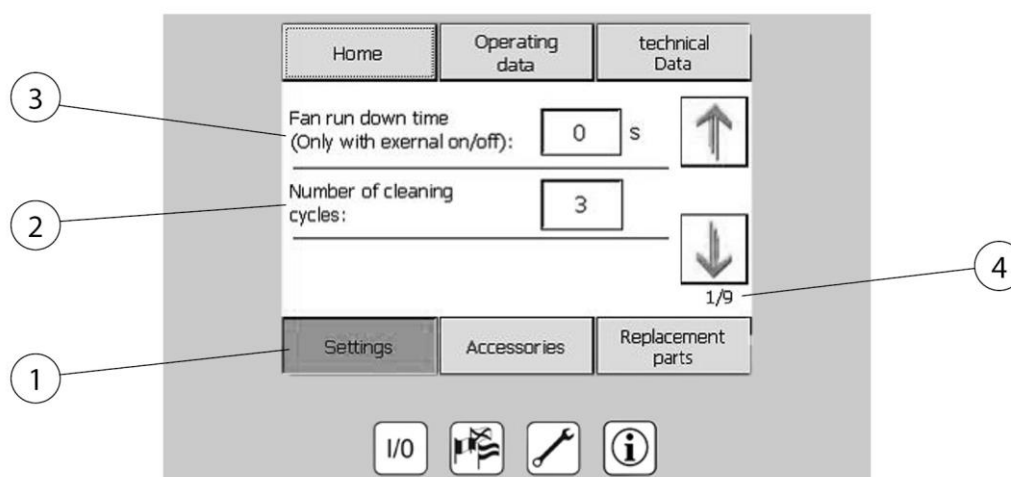 Home
Operating
data
technical
Data
3
Fan run down time
(Only with exernal on/off):
0
s
Number of cleaning
cycles:
3
2
4
1/9
Settings
Accessories
Replacement
parts
1
I/0
i